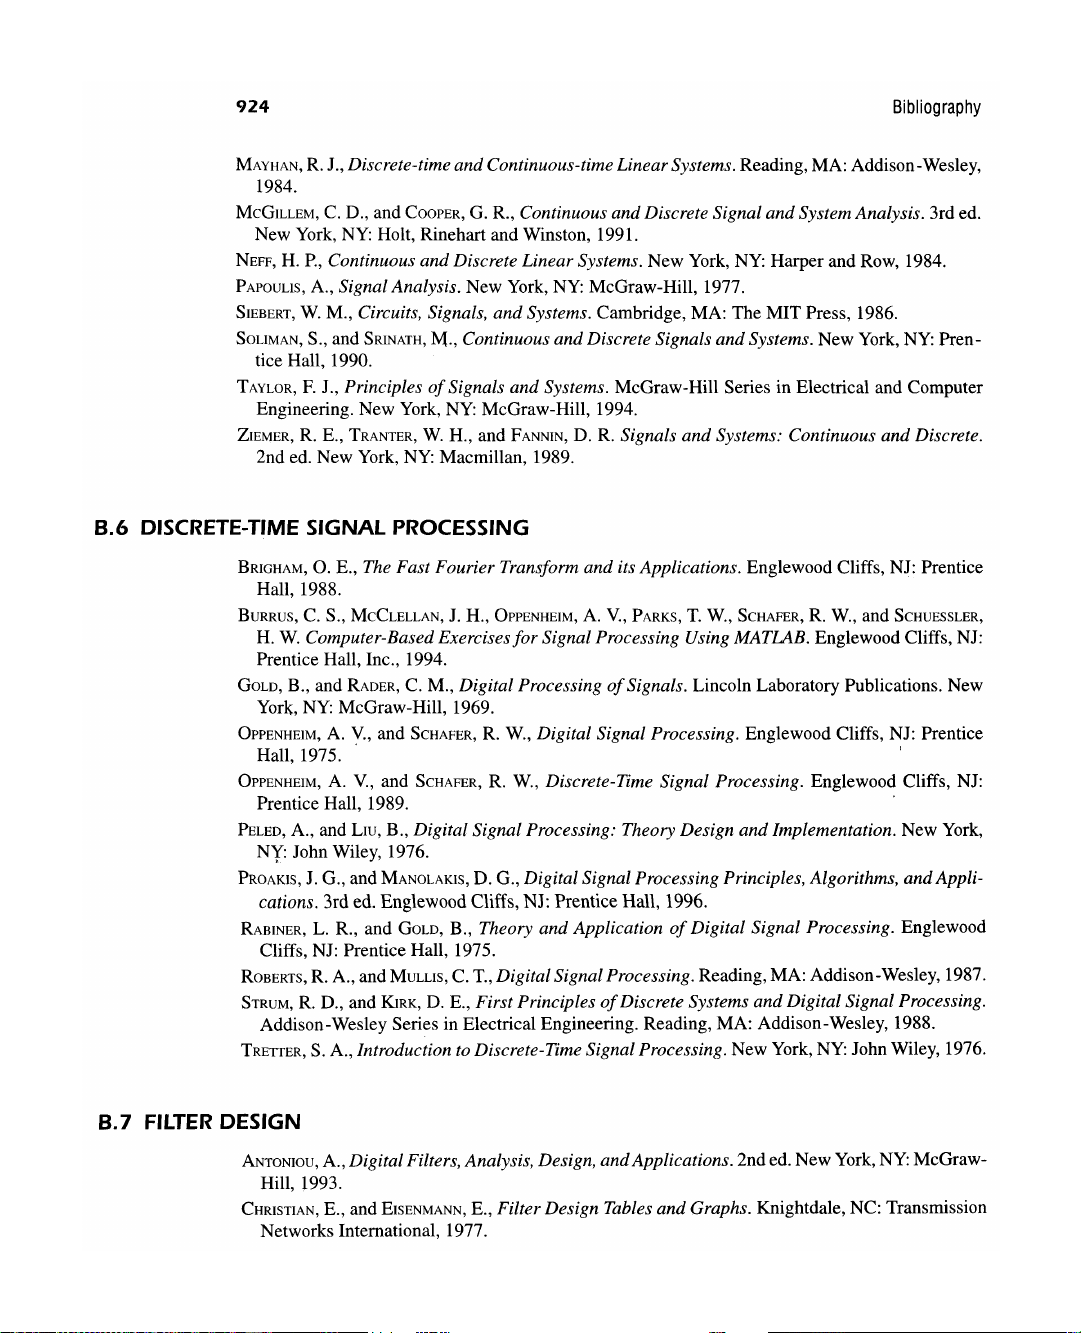 924 Bibliography
MAYHAN, R. J., Discrete-time and Continuous-time Linear Systems. Reading, MA: Addison-Wesley,
1984.
MCGILLEM, C. D., and COOPER, G. R., Continuous and Discrete Signal and System Analysis. 3rd ed.
New York, NY: Holt, Rinehart and Winston, 1991.
NEFF, H. P., Continuous and Discrete Linear Systems. New York, NY: Harper and Row, 1984.
PAPOULIS, A., Signal Analysis. New York, NY: McGraw-Hill, 1977.
SIEBERT, W. M., Circuits, Signals, and Systems. Cambridge, MA: The MIT Press, 1986.
SOLIMAN, S., and SRINATH, M., Continuous and Discrete Signals and Systems. New York, NY: Pren-
tice Hall, 1990.
TAYLOR, F. J., Principles of Signals and Systems. McGraw-Hill Series in Electrical and Computer
Engineering. New York, NY: McGraw-Hill, 1994.
ZIEMER, R. E., TRANTER, W. H., and FANNIN, D. R. Signals and Systems: Continuous and Discrete.
2nd ed. New York, NY: Macmillan, 1989.
B.6 DISCRETE-TIME SIGNAL PROCESSING
BRIGHAM, O. E., The Fast Fourier Transform and its Applications. Englewood Cliffs, NJ: Prentice
Hall, 1988.
BURRUS, C. S., MCCLELLAN, J. H., OPPENHEIM, A. V., PARKS, T. W., SCHAFER, R. W., and SCHUESSLER,
H. W. Computer-Based Exercises for Signal Processing Using MATLAB. Englewood Cliffs, NJ:
Prentice Hall, Inc., 1994.
GOLD, B., and RADER, C. M., Digital Processing of Signals. Lincoln Laboratory Publications. New
York, NY: McGraw-Hill, 1969.
OPPENHEIM, A. V., and SCHAFER, R. W., Digital Signal Processing. Englewood Cliffs, NJ: Prentice
Hall, 1975.
OPPENHEIM, A. V., and SCHAFER, R. W., Discrete-Time Signal Processing. Englewood Cliffs, NJ:
Prentice Hall, 1989.
PELED, A., and LIU, B., Digital Signal Processing: Theory Design and Implementation. New York,
NY: John Wiley, 1976.
PROAKIS, J. G., and MANOLAKIS, D. G., Digital Signal Processing Principles, Algorithms, and Appli-
cations. 3rd ed. Englewood Cliffs, NJ: Prentice Hall, 1996.
RABINER, L. R., and GOLD, B., Theory and Application of Digital Signal Processing. Englewood
Cliffs, NJ: Prentice Hall, 1975.
ROBERTS, R. A., and MULLIS, C. T., Digital Signal Processing. Reading, MA: Addison-Wesley, 1987.
STRUM, R. D., and KIRK, D. E., First Principles of Discrete Systems and Digital Signal Processing.
Addison-Wesley Series in Electrical Engineering. Reading, MA: Addison-Wesley, 1988.
TRETTER, S. A., Introduction to Discrete-Time Signal Processing. New York, NY: John Wiley, 1976.
B.7 FILTER DESIGN
ANTONIOU, A., Digital Filters, Analysis, Design, and Applications. 2nd ed. New York, NY: McGraw-
Hill, 1993.
CHRISTIAN, E., and EISENMANN, E., Filter Design Tables and Graphs. Knightdale, NC: Transmission
Networks International, 1977.